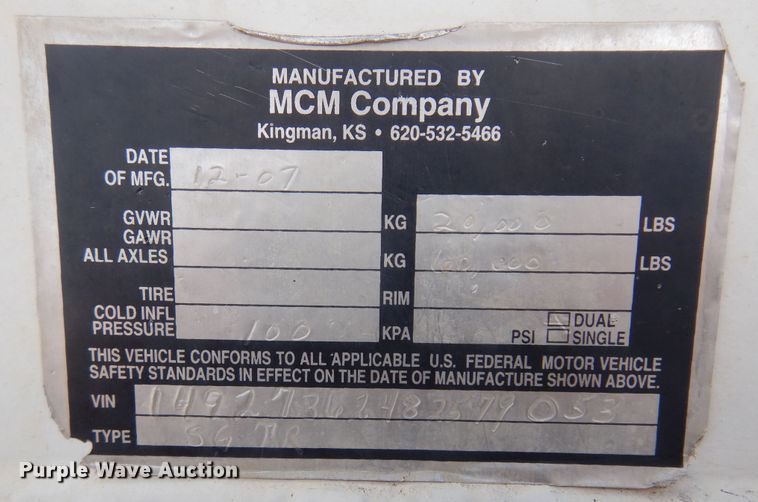 MANUFACTURED BY
MCM Company
Kingman, KS • 620-532-5466
DATE
OF MFG. 12-07
GVWR KG 20,000 LBS
GAWR
ALL AXLES KG 60,000 LBS
TIRE RIM
COLD INFL
PRESSURE 100 KPA PSI DUAL
SINGLE
THIS VEHICLE CONFORMS TO ALL APPLICABLE U.S. FEDERAL MOTOR VEHICLE
SAFETY STANDARDS IN EFFECT ON THE DATE OF MANUFACTURE SHOWN ABOVE.
VIN
TYPE
Purple Wave Auction